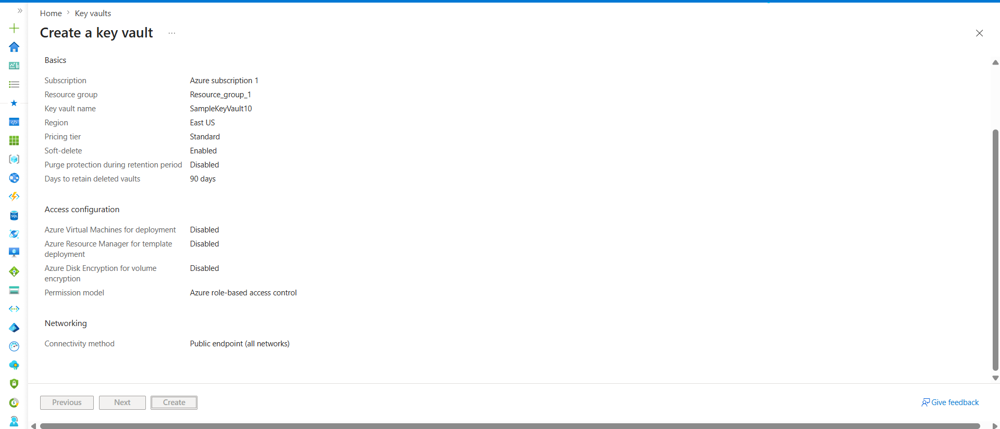 Home > Key vaults
Create a key vault ...
Basics
Subscription Azure subscription 1
Resource group Resource_group_1
Key vault name SampleKeyVault10
Region East US
Pricing tier Standard
Soft-delete Enabled
Purge protection during retention period Disabled
Days to retain deleted vaults 90 days
Access configuration
Azure Virtual Machines for deployment Disabled
Azure Resource Manager for template Disabled
deployment
Azure Disk Encryption for volume Disabled
encryption
Permission model Azure role-based access control
Networking
Connectivity method Public endpoint (all networks)
Previous Next Create Give feedback